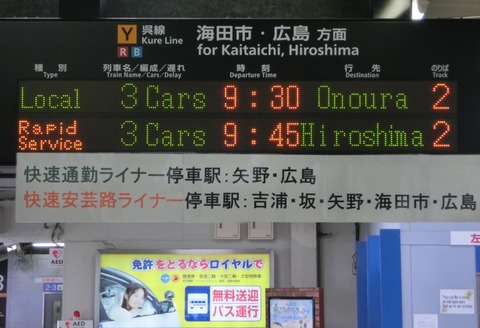 Y 呉線 海田市・広島 方面
R B Kure Line for Kaitaichi, Hiroshima
種別 列車名/編成/遅れ 時刻 行先 のりば
Type Train Name/Cars/Delay Departure Time Destination Track
Local 3 Cars 9:30 Onoura 2
Rapid Service 3 Cars 9:45 Hiroshima 2
快速通勤ライナー停車駅:矢野・広島
快速安芸路ライナー停車駅:吉浦・坂・矢野・海田市・広島
免許をとるならロイヤルで
無料送迎
バス運行
AED
AED